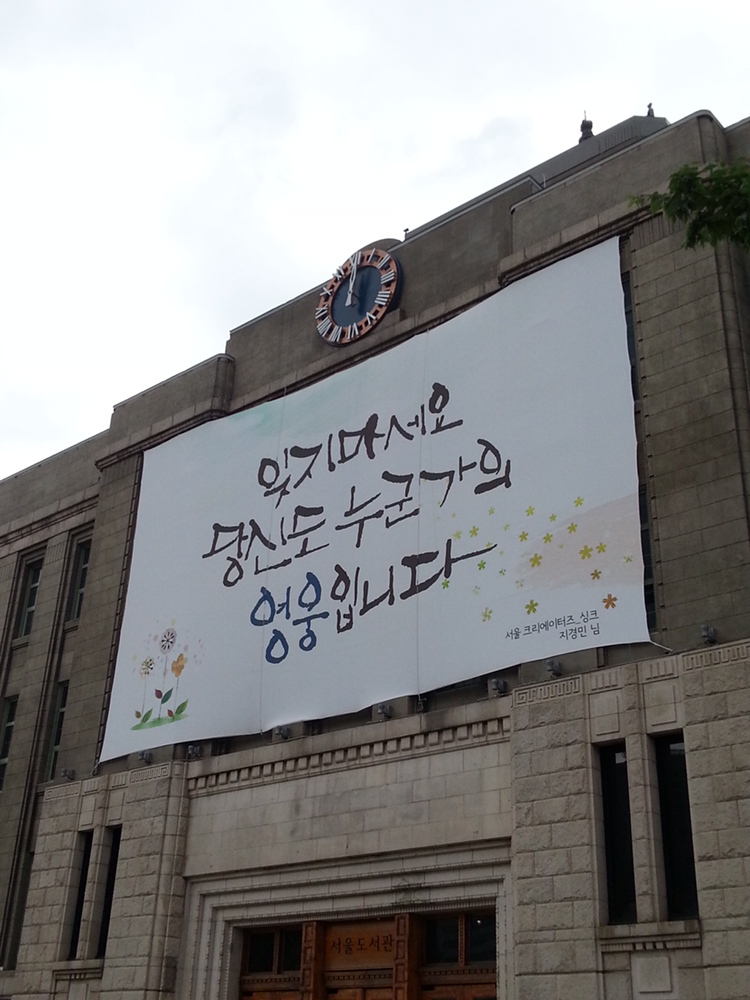 잊지마세요
당신도 누군가의
영웅입니다
서울 크리에이터즈_싱크
지경민 님
서울도서관